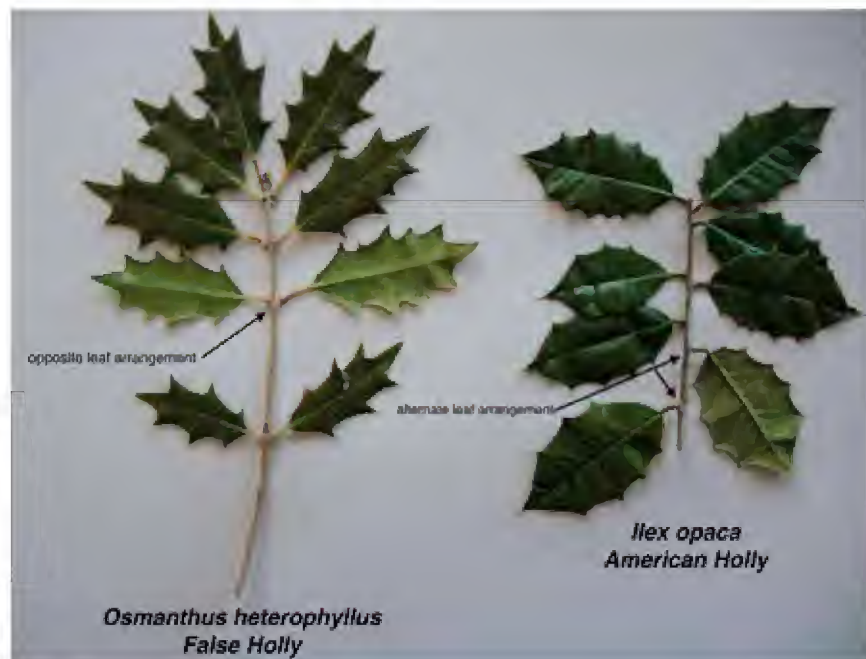 opposite leaf arrangement
alternate leaf arrangement
Osmanthus heterophyllus
False Holly
Ilex opaca
American Holly